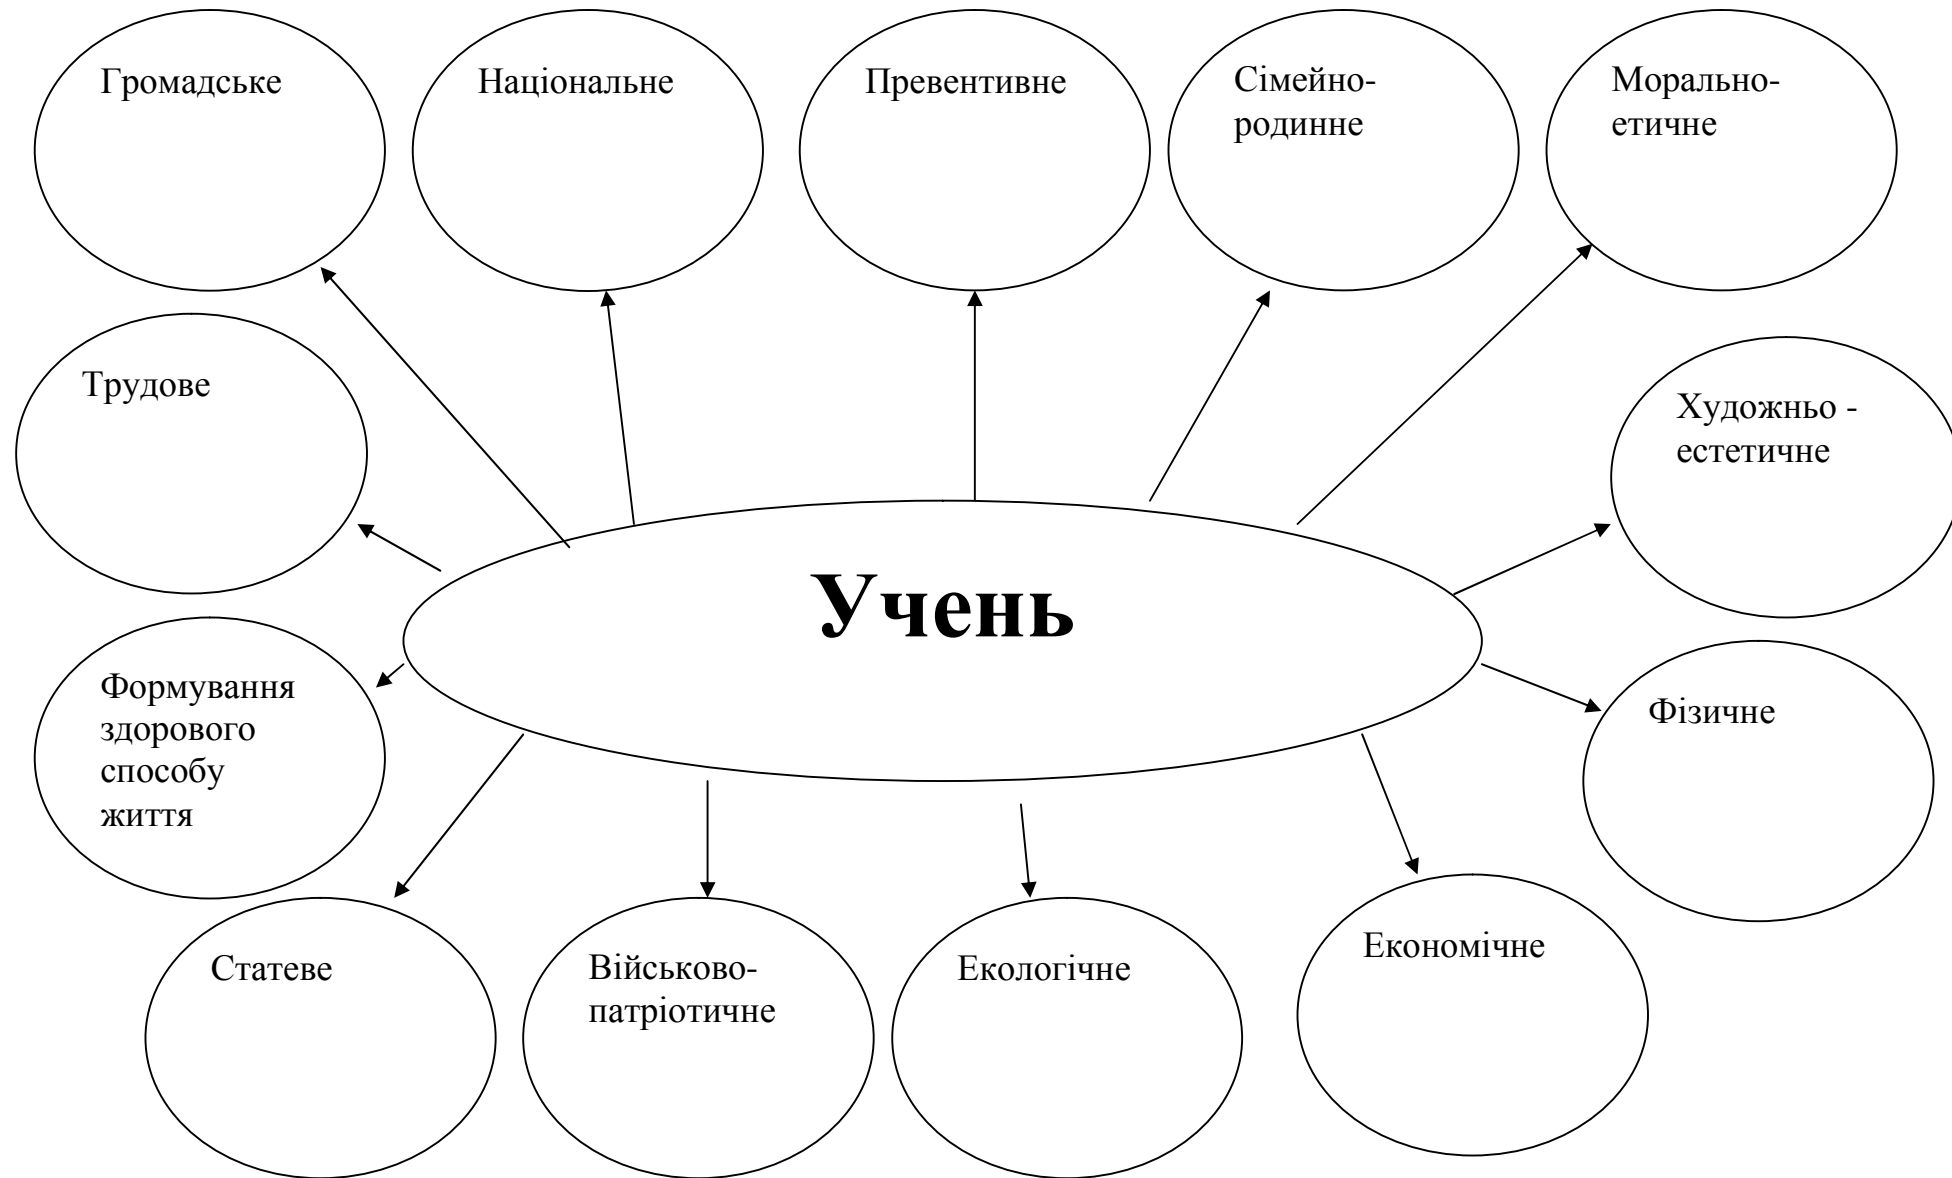 Громадське
Національне
Превентивне
Сімейно-
родинне
Морально-
етичне
Трудове
Художньо -
естетичне
Учень
Формування
здорового
способу
життя
Фізичне
Статеве
Військово-
патріотичне
Екологічне
Економічне